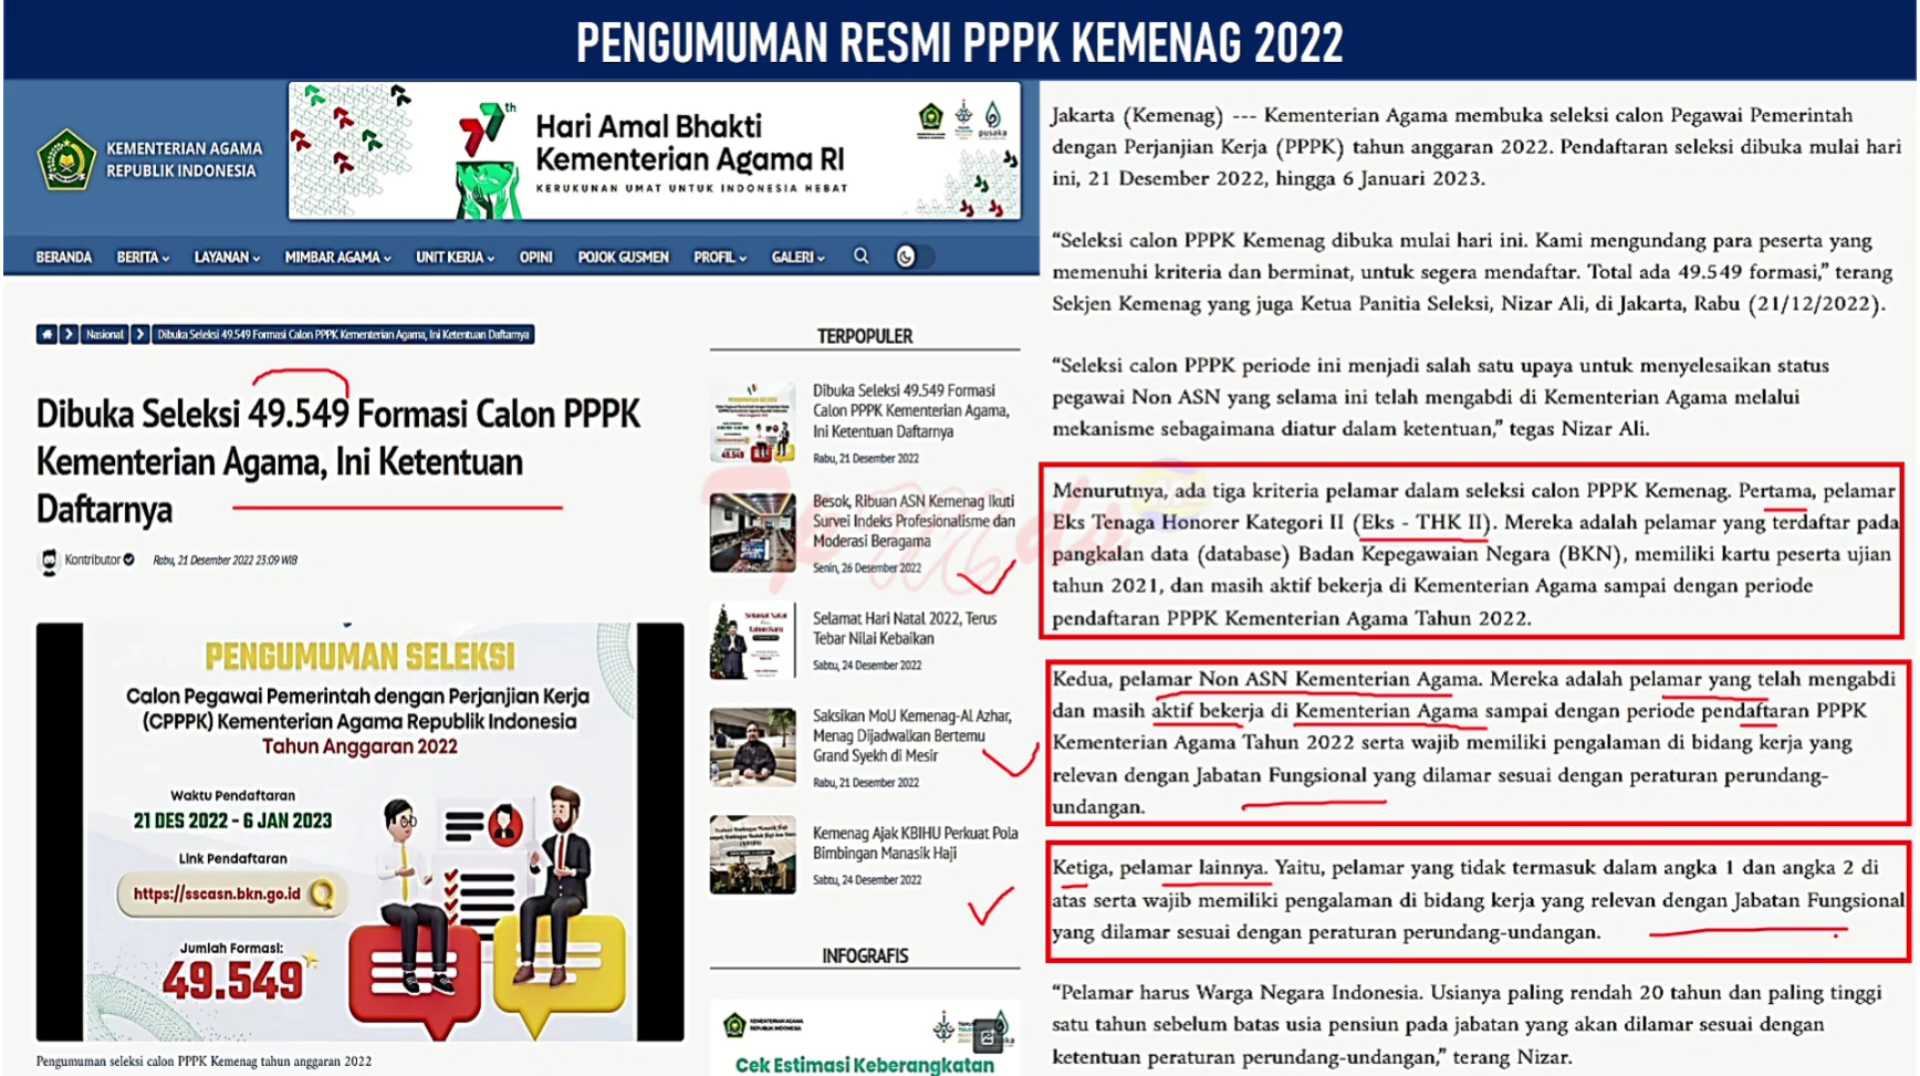 PENGUMUMAN RESMI PPPK KEMENAG 2022
KEMENTERIAN AGAMA
REPUBLIK INDONESIA
77th
Hari Amal Bhakti
Kementerian Agama RI
KERUKUNAN UMAT UNTUK INDONESIA HEBAT
pusaka
BERANDA BERITA LAYANAN MIMBAR AGAMA UNIT KERJA OPINI POJOK GUSMEN PROFIL GALERI
Nasional Dibuka Seleksi 49.549 Formasi Calon PPPK Kementerian Agama, Ini Ketentuan Daftarnya
Dibuka Seleksi 49.549 Formasi Calon PPPK
Kementerian Agama, Ini Ketentuan
Daftarnya
Kontributor Rabu, 21 Desember 2022 23:09 WIB
PENGUMUMAN SELEKSI
Calon Pegawai Pemerintah dengan Perjanjian Kerja
(CPPPK) Kementerian Agama Republik Indonesia
Tahun Anggaran 2022
Waktu Pendaftaran
21 DES 2022 - 6 JAN 2023
Link Pendaftaran
https://sscasn.bkn.go.id
Jumlah Formasi:
49.549
Pengumuman seleksi calon PPPK Kemenag tahun anggaran 2022
TERPOPULER
Dibuka Seleksi 49.549 Formasi
Calon PPPK Kementerian Agama,
Ini Ketentuan Daftarnya
Rabu, 21 Desember 2022
Besok, Ribuan ASN Kemenag Ikuti
Survei Indeks Profesionalisme dan
Moderasi Beragama
Senin, 26 Desember 2022
Selamat Hari Natal 2022, Terus
Tebar Nilai Kebaikan
Sabtu, 24 Desember 2022
Saksikan MoU Kemenag-Al Azhar,
Menag Dijadwalkan Bertemu
Grand Syekh di Mesir
Rabu, 21 Desember 2022
Kemenag Ajak KBIHU Perkuat Pola
Bimbingan Manasik Haji
Sabtu, 24 Desember 2022
INFOGRAFIS
KEMENTERIAN AGAMA
REPUBLIK INDONESIA
Cek Estimasi Keberangkatan
Jakarta (Kemenag) --- Kementerian Agama membuka seleksi calon Pegawai Pemerintah
dengan Perjanjian Kerja (PPPK) tahun anggaran 2022. Pendaftaran seleksi dibuka mulai hari
ini, 21 Desember 2022, hingga 6 Januari 2023.
“Seleksi calon PPPK Kemenag dibuka mulai hari ini. Kami mengundang para peserta yang
memenuhi kriteria dan berminat, untuk segera mendaftar. Total ada 49.549 formasi,” terang
Sekjen Kemenag yang juga Ketua Panitia Seleksi, Nizar Ali, di Jakarta, Rabu (21/12/2022).
“Seleksi calon PPPK periode ini menjadi salah satu upaya untuk menyelesaikan status
pegawai Non ASN yang selama ini telah mengabdi di Kementerian Agama melalui
mekanisme sebagaimana diatur dalam ketentuan,” tegas Nizar Ali.
Menurutnya, ada tiga kriteria pelamar dalam seleksi calon PPPK Kemenag. Pertama, pelamar
Eks Tenaga Honorer Kategori II (Eks - THK II). Mereka adalah pelamar yang terdaftar pada
pangkalan data (database) Badan Kepegawaian Negara (BKN), memiliki kartu peserta ujian
tahun 2021, dan masih aktif bekerja di Kementerian Agama sampai dengan periode
pendaftaran PPPK Kementerian Agama Tahun 2022.
Kedua, pelamar Non ASN Kementerian Agama. Mereka adalah pelamar yang telah mengabdi
dan masih aktif bekerja di Kementerian Agama sampai dengan periode pendaftaran PPPK
Kementerian Agama Tahun 2022 serta wajib memiliki pengalaman di bidang kerja yang
relevan dengan Jabatan Fungsional yang dilamar sesuai dengan peraturan perundang-
undangan.
Ketiga, pelamar lainnya. Yaitu, pelamar yang tidak termasuk dalam angka 1 dan angka 2 di
atas serta wajib memiliki pengalaman di bidang kerja yang relevan dengan Jabatan Fungsional
yang dilamar sesuai dengan peraturan perundang-undangan.
“Pelamar harus Warga Negara Indonesia. Usianya paling rendah 20 tahun dan paling tinggi
satu tahun sebelum batas usia pensiun pada jabatan yang akan dilamar sesuai dengan
ketentuan peraturan perundang-undangan,” terang Nizar.